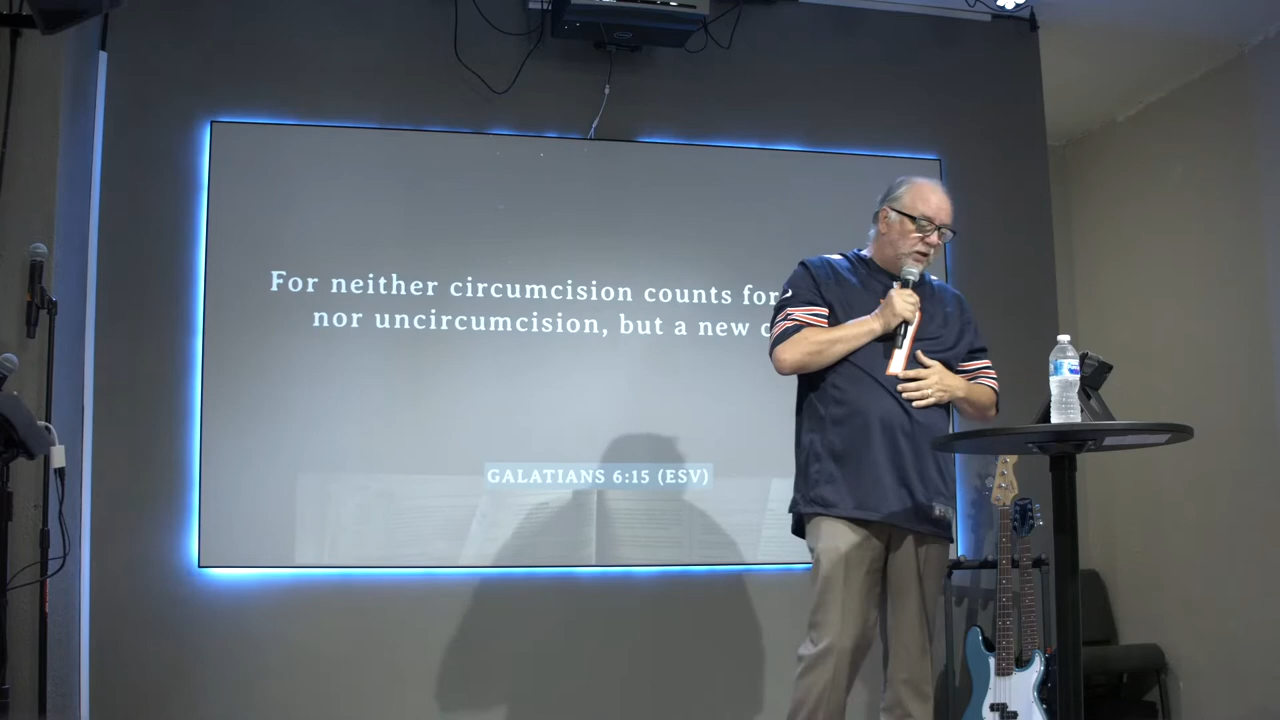 For neither circumcision counts for
nor uncircumcision, but a new
GALATIANS 6:15 (ESV)